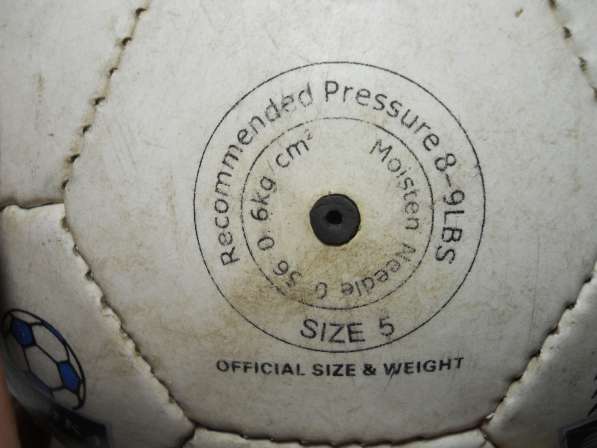 Recommended Pressure 8-9LBS
Moisten Needle 0 56 0 6kg/cm²
SIZE 5
OFFICIAL SIZE & WEIGHT